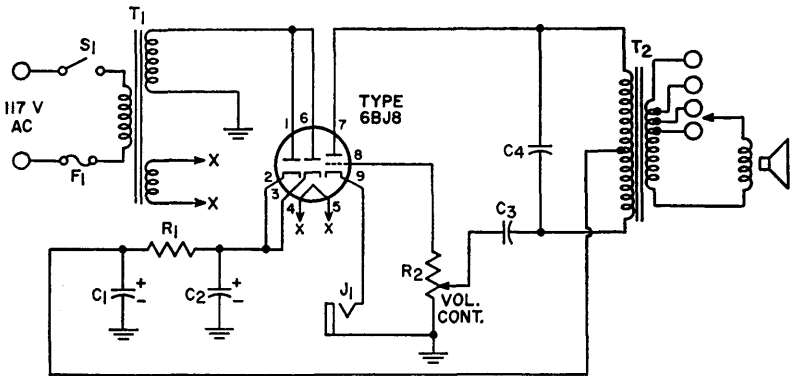 T1
S1
117 V
AC
F1
X
X
TYPE
6BJ8
1
6
7
8
2
3
4
5
9
X
X
T2
C4
C3
R1
C1
+
-
C2
+
-
J1
R2
VOL.
CONT.